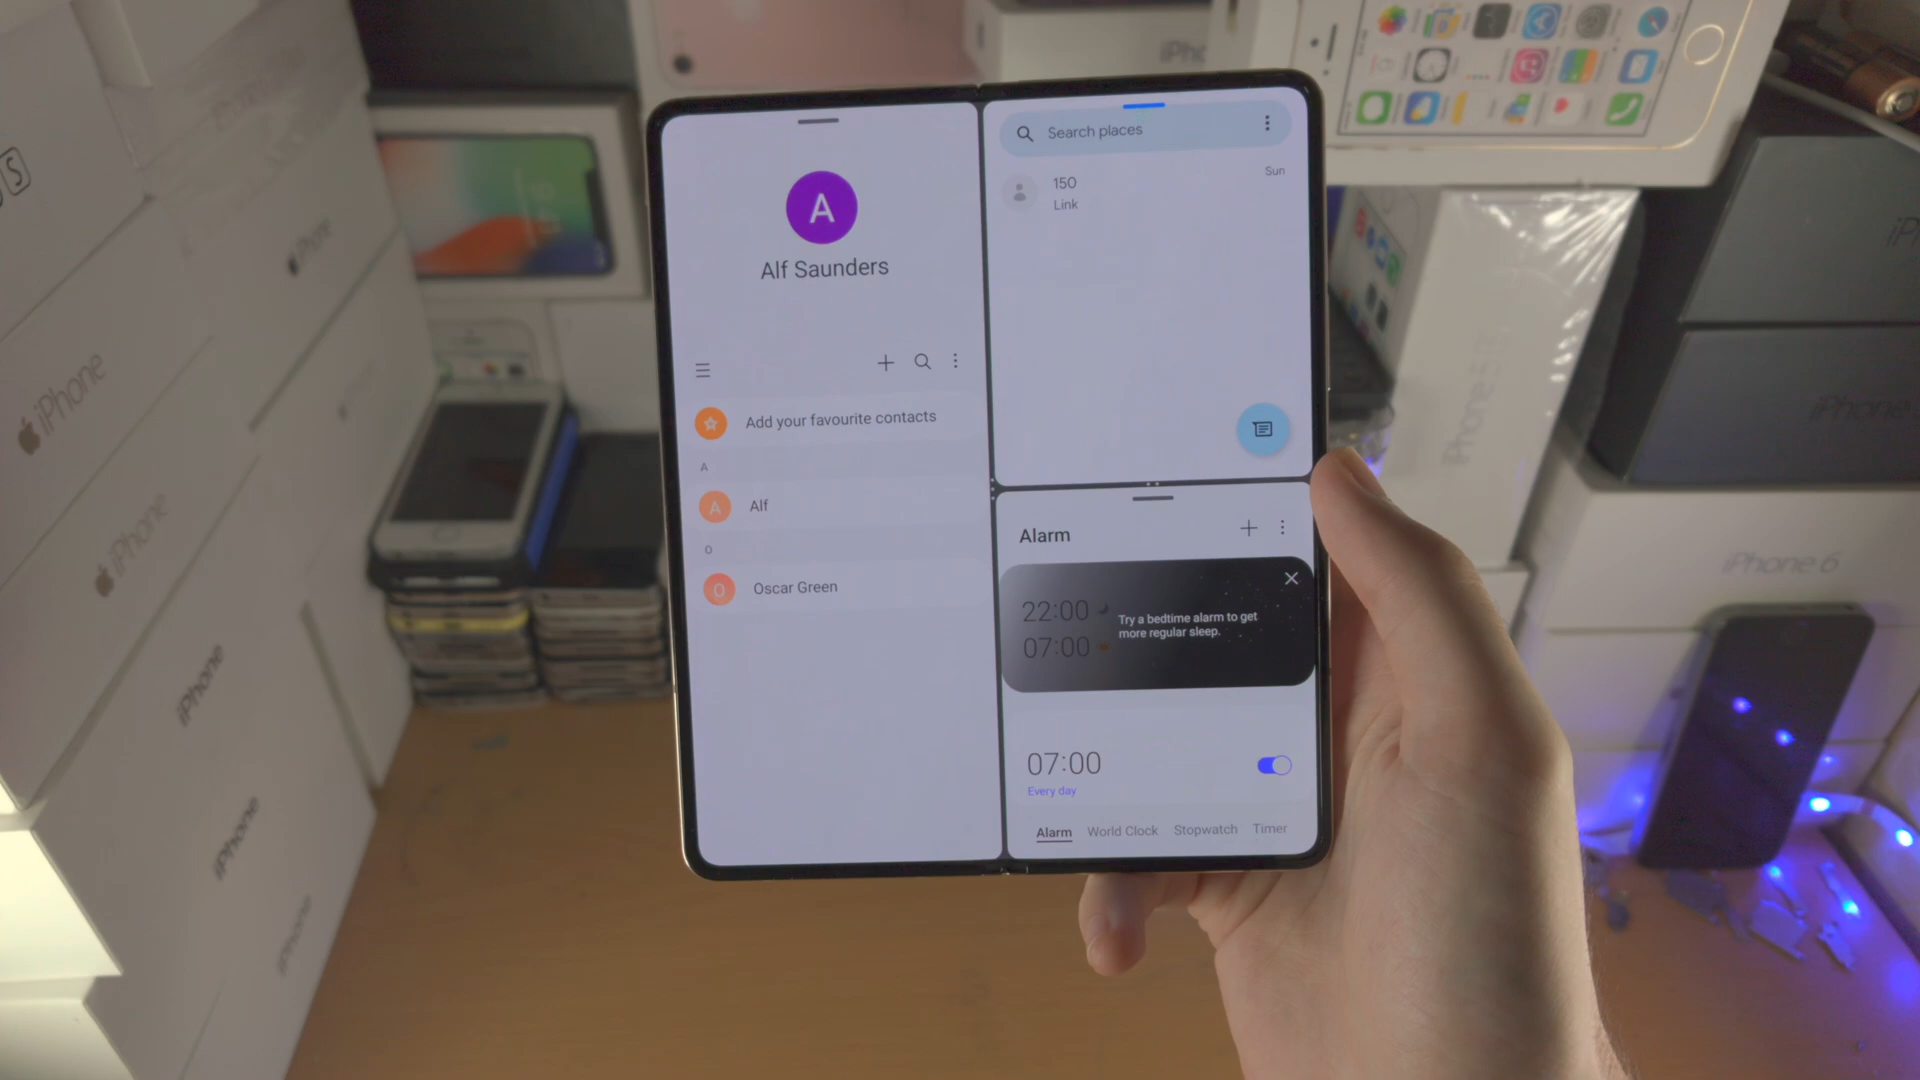 A
Alf Saunders
Add your favourite contacts
A
A Alf
O
O Oscar Green
Search places
150
Sun
Link
Alarm
22:00
07:00
Try a bedtime alarm to get
more regular sleep.
07:00
Every day
Alarm World Clock Stopwatch Timer
S
iPhone
iPhone
iPhone
iPhone
iPhone
iPhone
iPhone 6